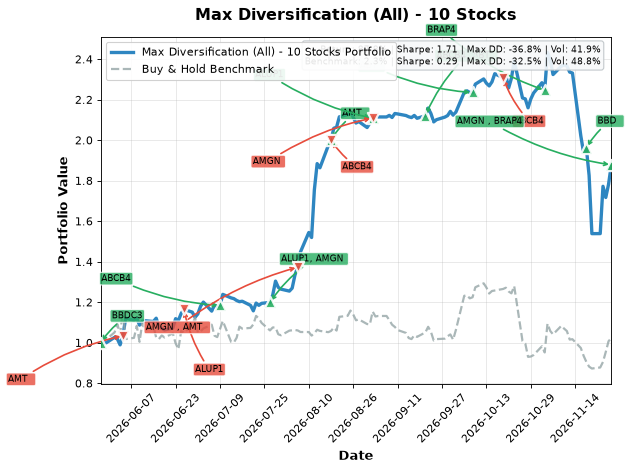 Max Diversification (All) - 10 Stocks
BRAP4
Max Diversification (All) - 10 Stocks Portfolio
Sharpe: 1.71 | Max DD: -36.8% | Vol: 41.9%
Buy & Hold Benchmark
Sharpe: 0.29 | Max DD: -32.5% | Vol: 48.8%
AMT
AMGN , BRAP4
CB4
BBD
AMGN
ABCB4
ALUP1, AMGN
ABCB4
BBDC3
AMGN , AMT
ALUP1
AMT
Portfolio Value
2.4
2.2
2.0
1.8
1.6
1.4
1.2
1.0
0.8
2026-06-07
2026-06-23
2026-07-09
2026-07-25
2026-08-10
2026-08-26
2026-09-11
2026-09-27
2026-10-13
2026-10-29
2026-11-14
Date